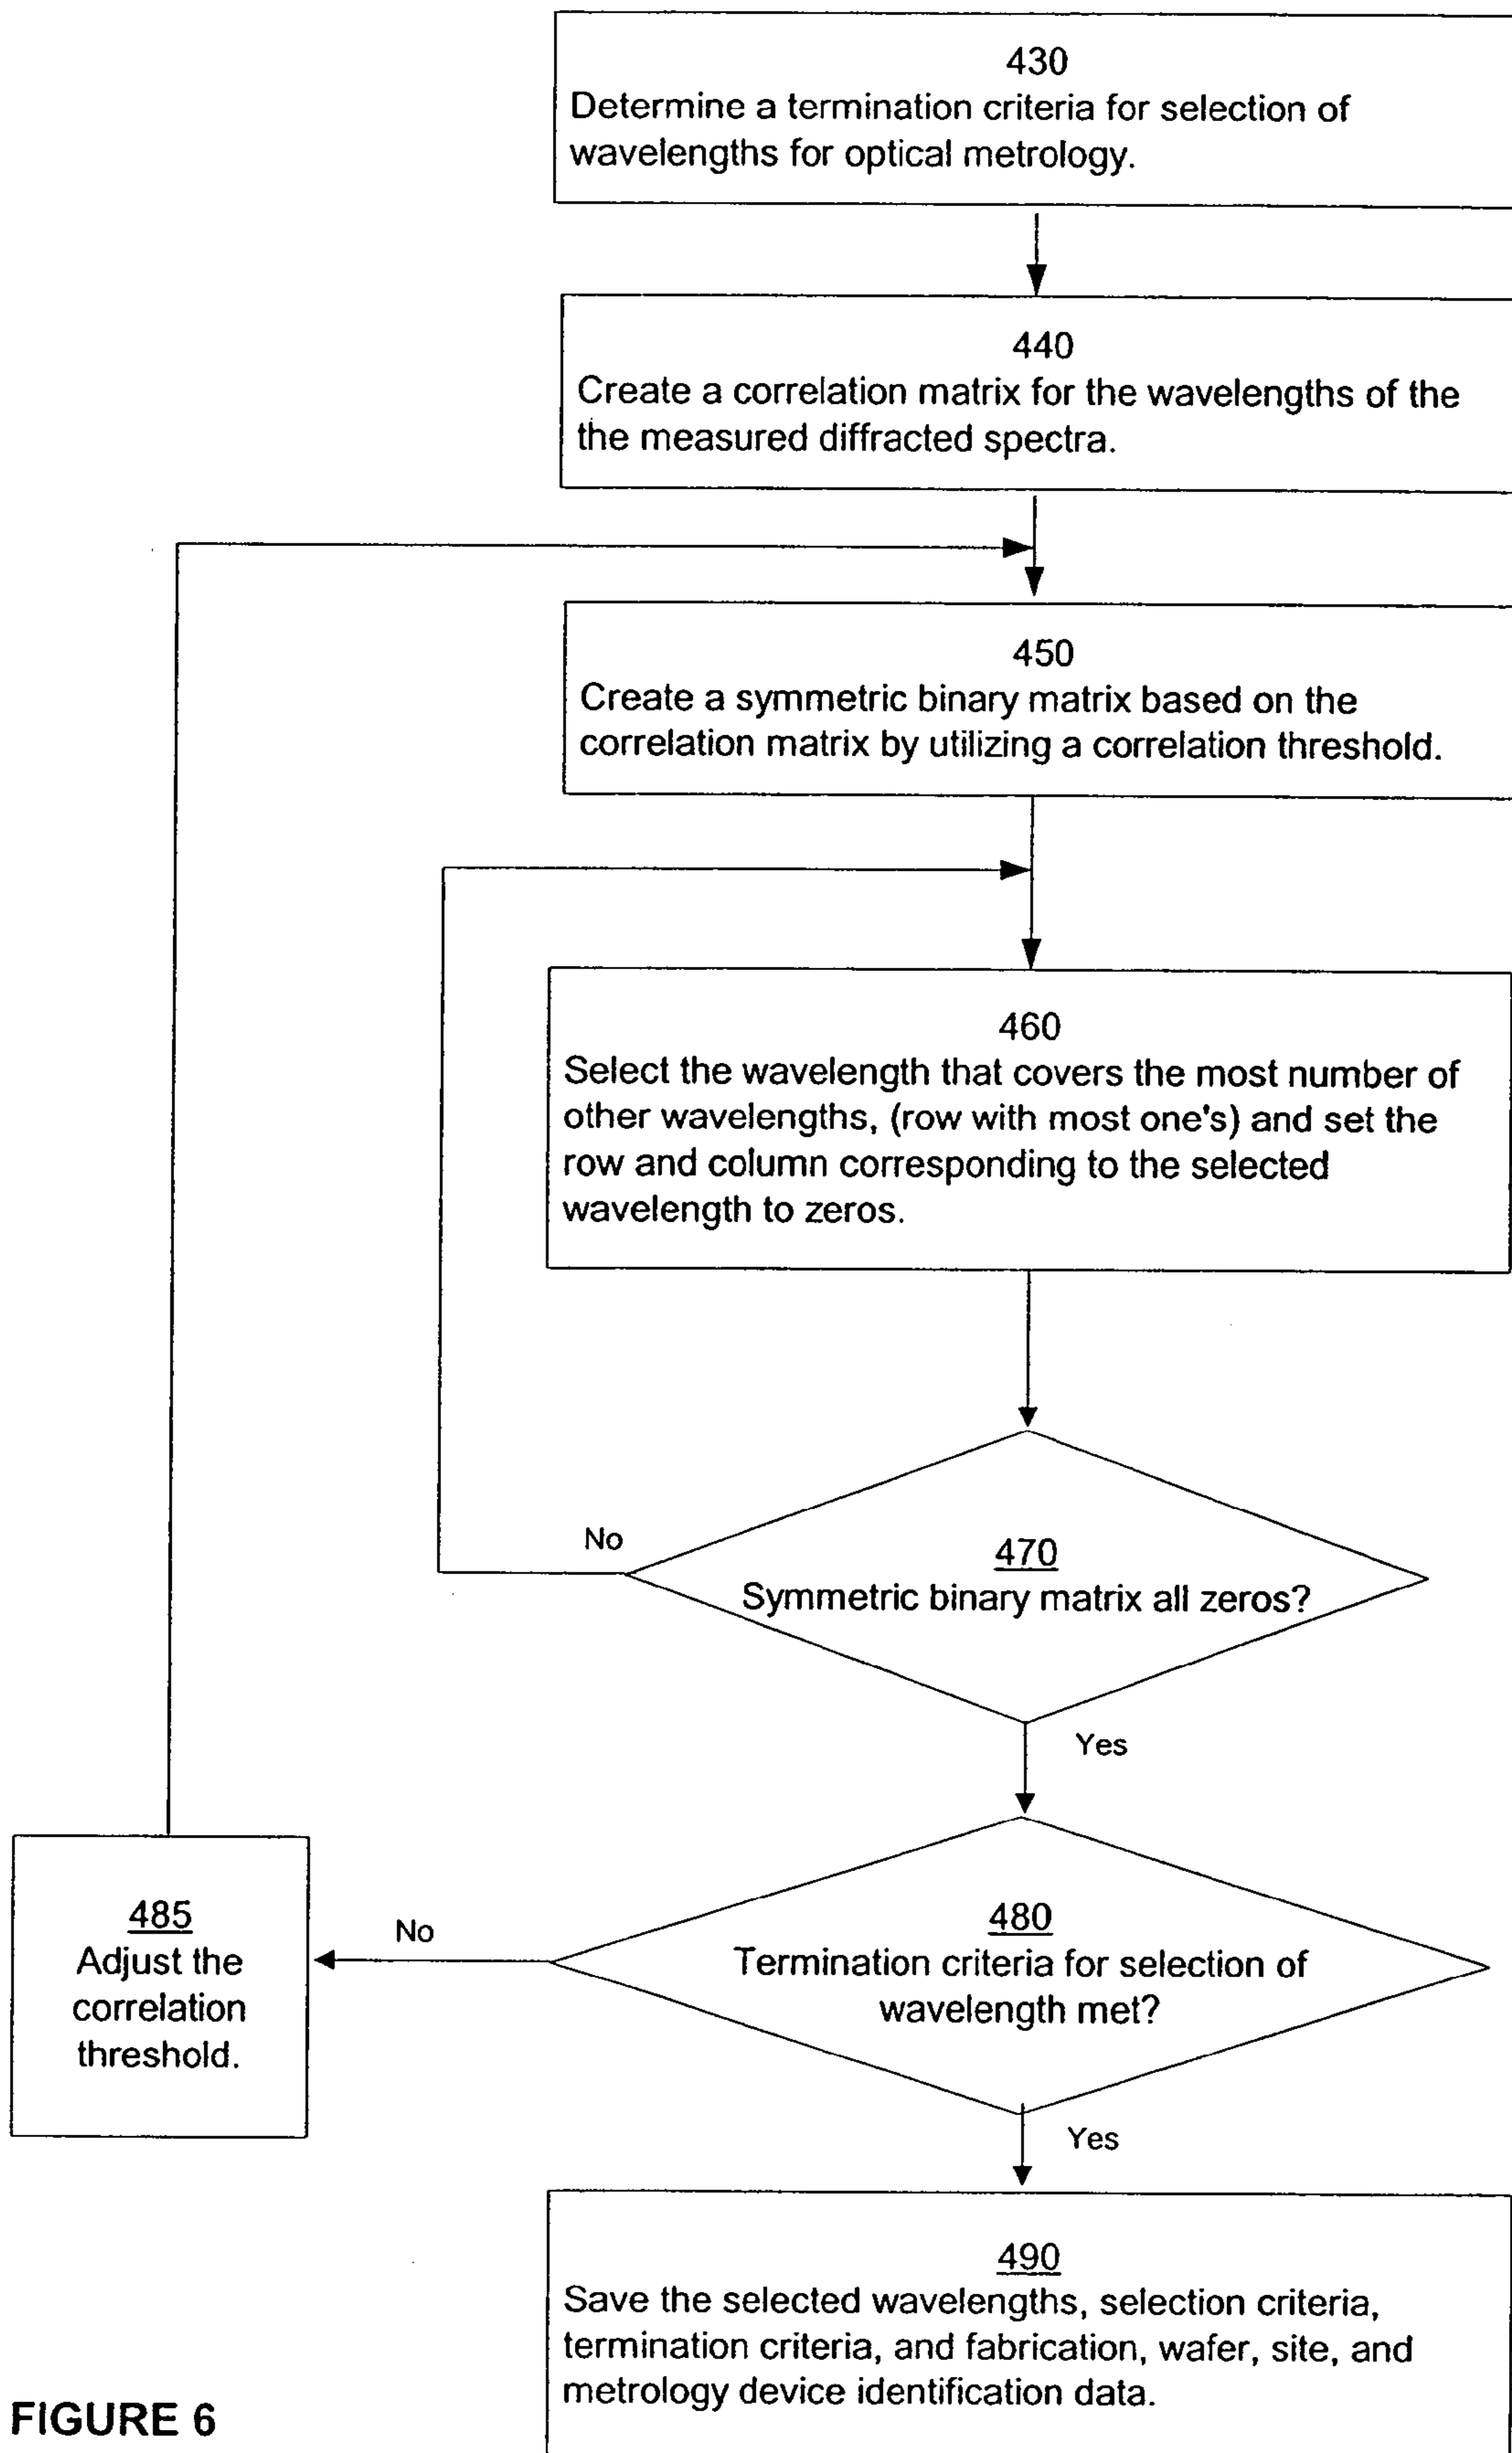 430
Determine a termination criteria for selection of
wavelengths for optical metrology.
440
Create a correlation matrix for the wavelengths of the
the measured diffracted spectra.
450
Create a symmetric binary matrix based on the
correlation matrix by utilizing a correlation threshold.
460
Select the wavelength that covers the most number of
other wavelengths, (row with most one's) and set the
row and column corresponding to the selected
wavelength to zeros.
No
470
Symmetric binary matrix all zeros?
Yes
485
Adjust the
correlation
threshold.
No
480
Termination criteria for selection of
wavelength met?
Yes
490
Save the selected wavelengths, selection criteria,
termination criteria, and fabrication, wafer, site, and
metrology device identification data.
FIGURE 6